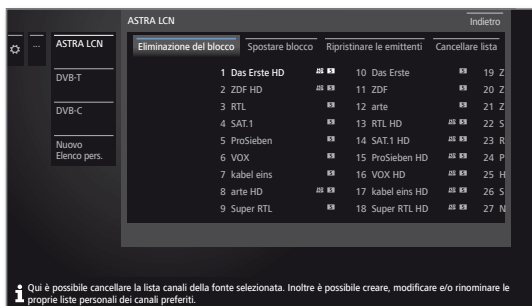 ASTRA LCN Indietro
... ASTRA LCN
DVB-T
DVB-C
Nuovo
Elenco pers.
Eliminazione del blocco Spostare blocco Ripristinare le emittenti Cancellare lista
1 Das Erste HD 10 Das Erste 19 Z
2 ZDF HD 11 ZDF 20 Z
3 RTL 12 arte 21 Z
4 SAT.1 13 RTL HD 22 S
5 ProSieben 14 SAT.1 HD 23 R
6 VOX 15 ProSieben HD 24 P
7 kabel eins 16 VOX HD 25 H
8 arte HD 17 kabel eins HD 26 S
9 Super RTL 18 Super RTL HD 27 N
Qui è possibile cancellare la lista canali della fonte selezionata. Inoltre è possibile creare, modificare e/o rinominare le
proprie liste personali dei canali preferiti.